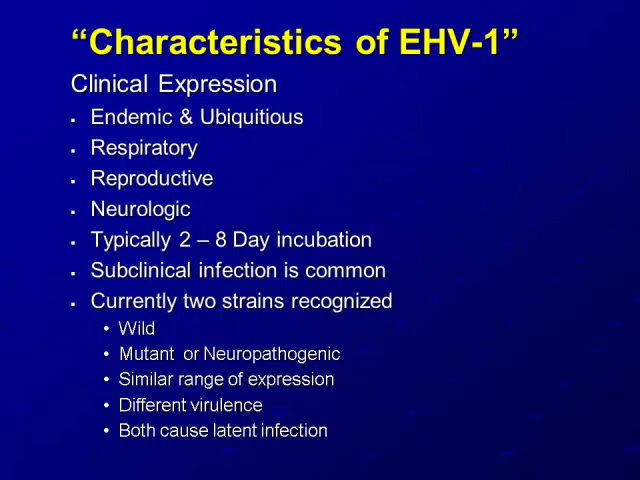 “Characteristics of EHV-1”
Clinical Expression
▪ Endemic & Ubiquitious
▪ Respiratory
▪ Reproductive
▪ Neurologic
▪ Typically 2 – 8 Day incubation
▪ Subclinical infection is common
▪ Currently two strains recognized
• Wild
• Mutant or Neuropathogenic
• Similar range of expression
• Different virulence
• Both cause latent infection